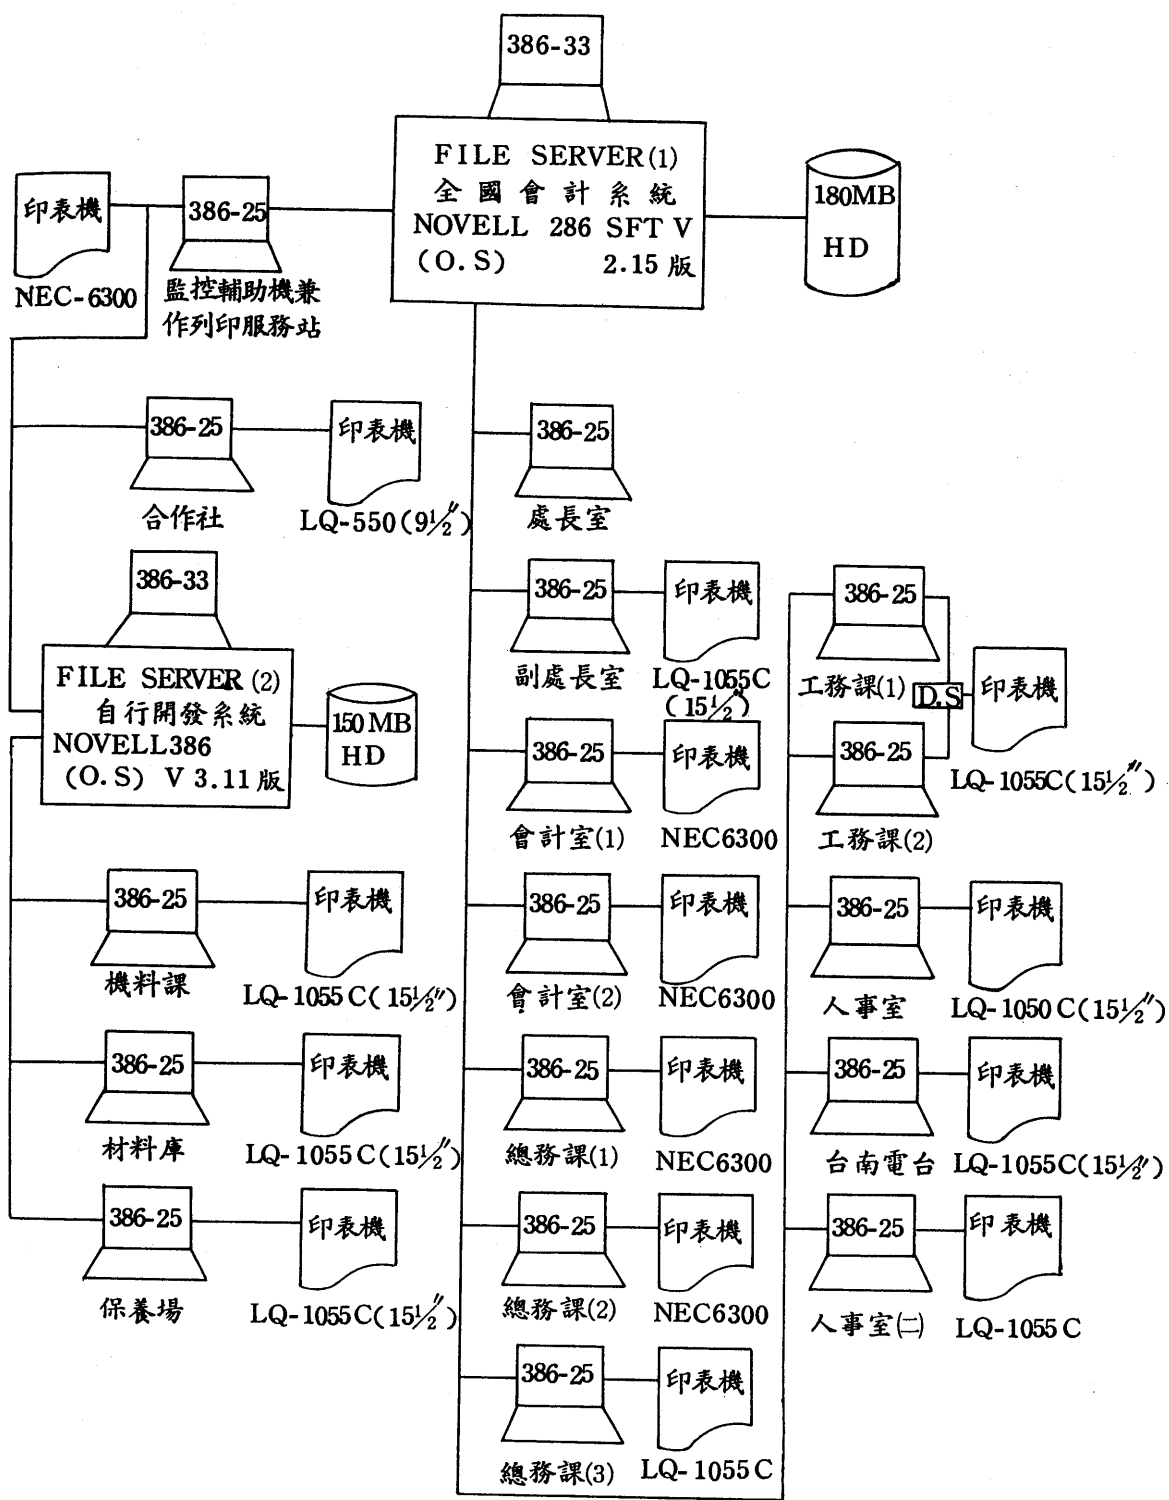 386-33
FILE SERVER(1)
全國會計系統
NOVELL 286 SFT V
(O.S) 2.15版
180MB
HD
印表機
NEC-6300
386-25
監控輔助機兼
作列印服務站
386-25
合作社
印表機
LQ-550(9½")
386-33
FILE SERVER(2)
自行開發系統
NOVELL386
(O.S) V 3.11版
150MB
HD
386-25
機料課
印表機
LQ-1055C(15½")
386-25
材料庫
印表機
LQ-1055C(15½")
386-25
保養場
印表機
LQ-1055C(15½")
386-25
處長室
386-25
副處長室
印表機
LQ-1055C
(15½")
386-25
會計室(1)
印表機
NEC6300
386-25
會計室(2)
印表機
NEC6300
386-25
總務課(1)
印表機
NEC6300
386-25
總務課(2)
印表機
NEC6300
386-25
總務課(3)
印表機
LQ-1055C
386-25
工務課(1)
D.S
印表機
LQ-1055C(15½")
386-25
工務課(2)
386-25
人事室
印表機
LQ-1050C(15½")
386-25
台南電台
印表機
LQ-1055C(15½")
386-25
人事室(二)
印表機
LQ-1055C